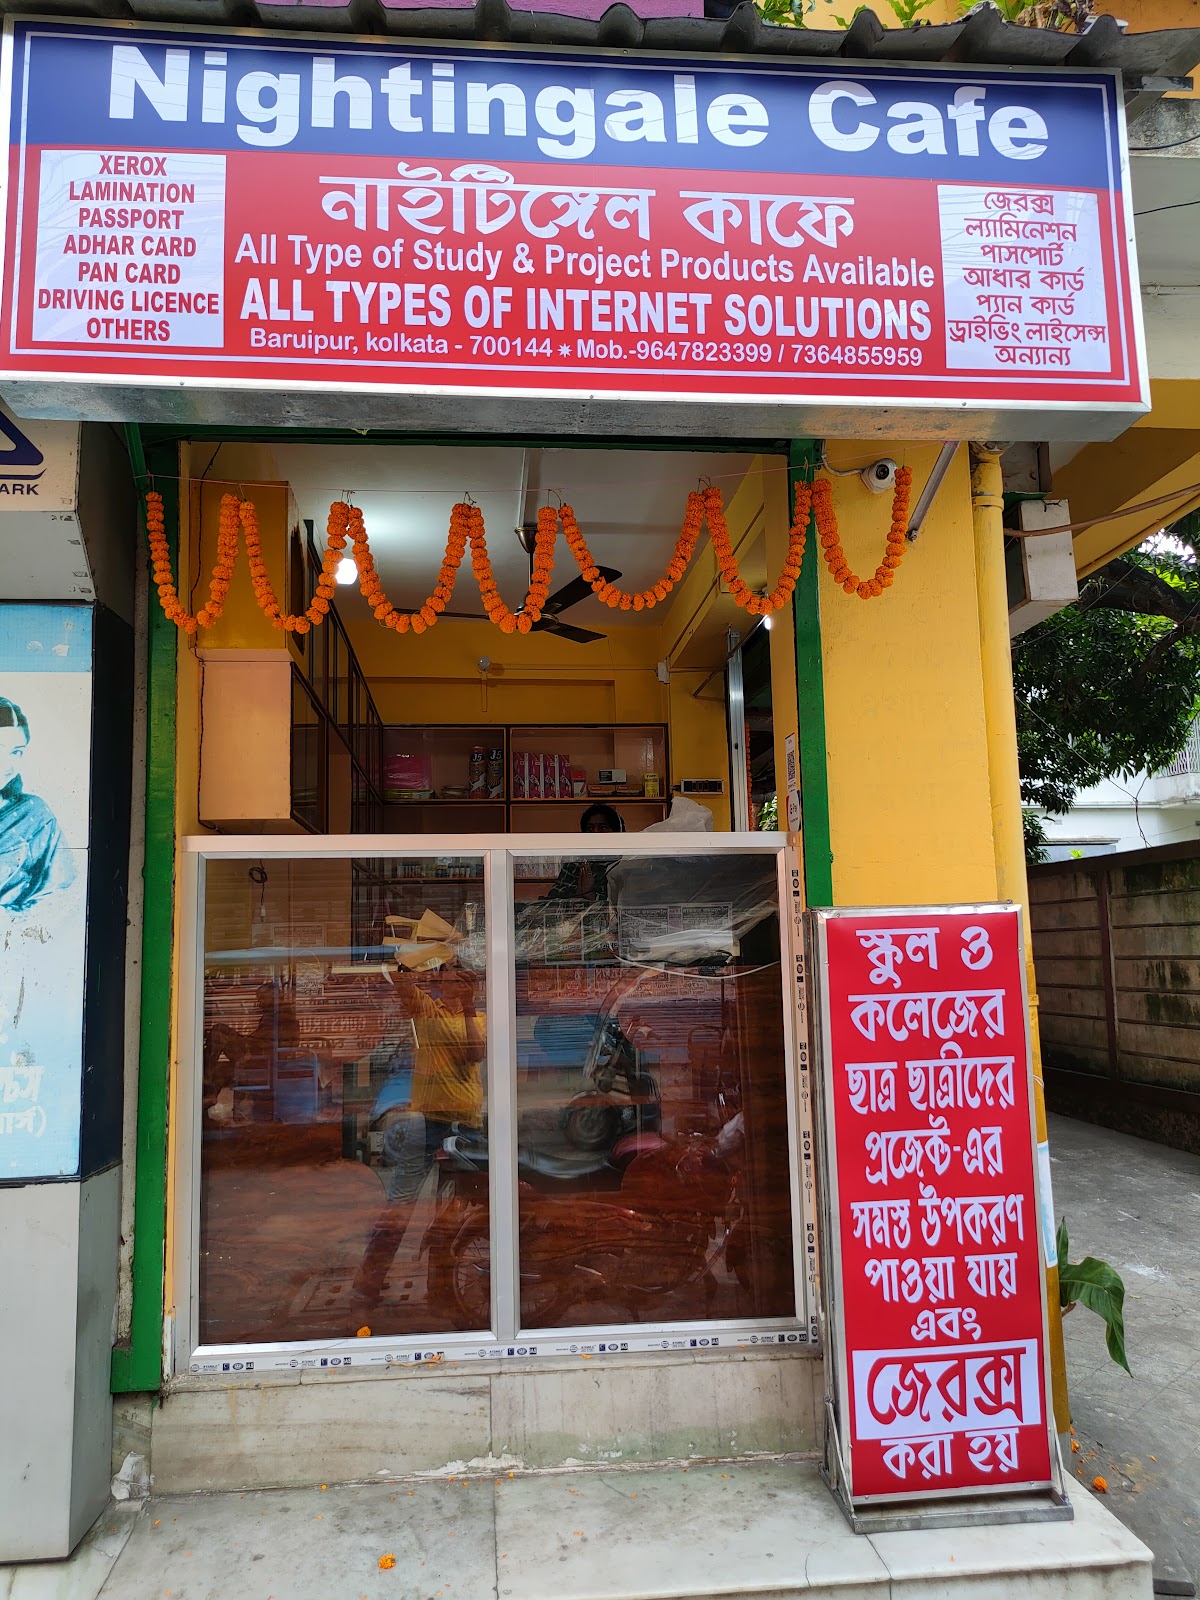 Nightingale Cafe
XEROX
LAMINATION
PASSPORT
ADHAR CARD
PAN CARD
DRIVING LICENCE
OTHERS
নাইটিঙ্গেল কাফে
All Type of Study & Project Products Available
ALL TYPES OF INTERNET SOLUTIONS
Baruipur, kolkata - 700144 ✷ Mob.-9647823399 / 7364855959
জেরক্স
ল্যামিনেশন
পাসপোর্ট
আধার কার্ড
প্যান কার্ড
ড্রাইভিং লাইসেন্স
অন্যান্য
ARK
স্কুল ও
কলেজের
ছাত্র ছাত্রীদের
প্রজেক্ট-এর
সমস্ত উপকরণ
পাওয়া যায়
এবং
জেরক্স
করা হয়